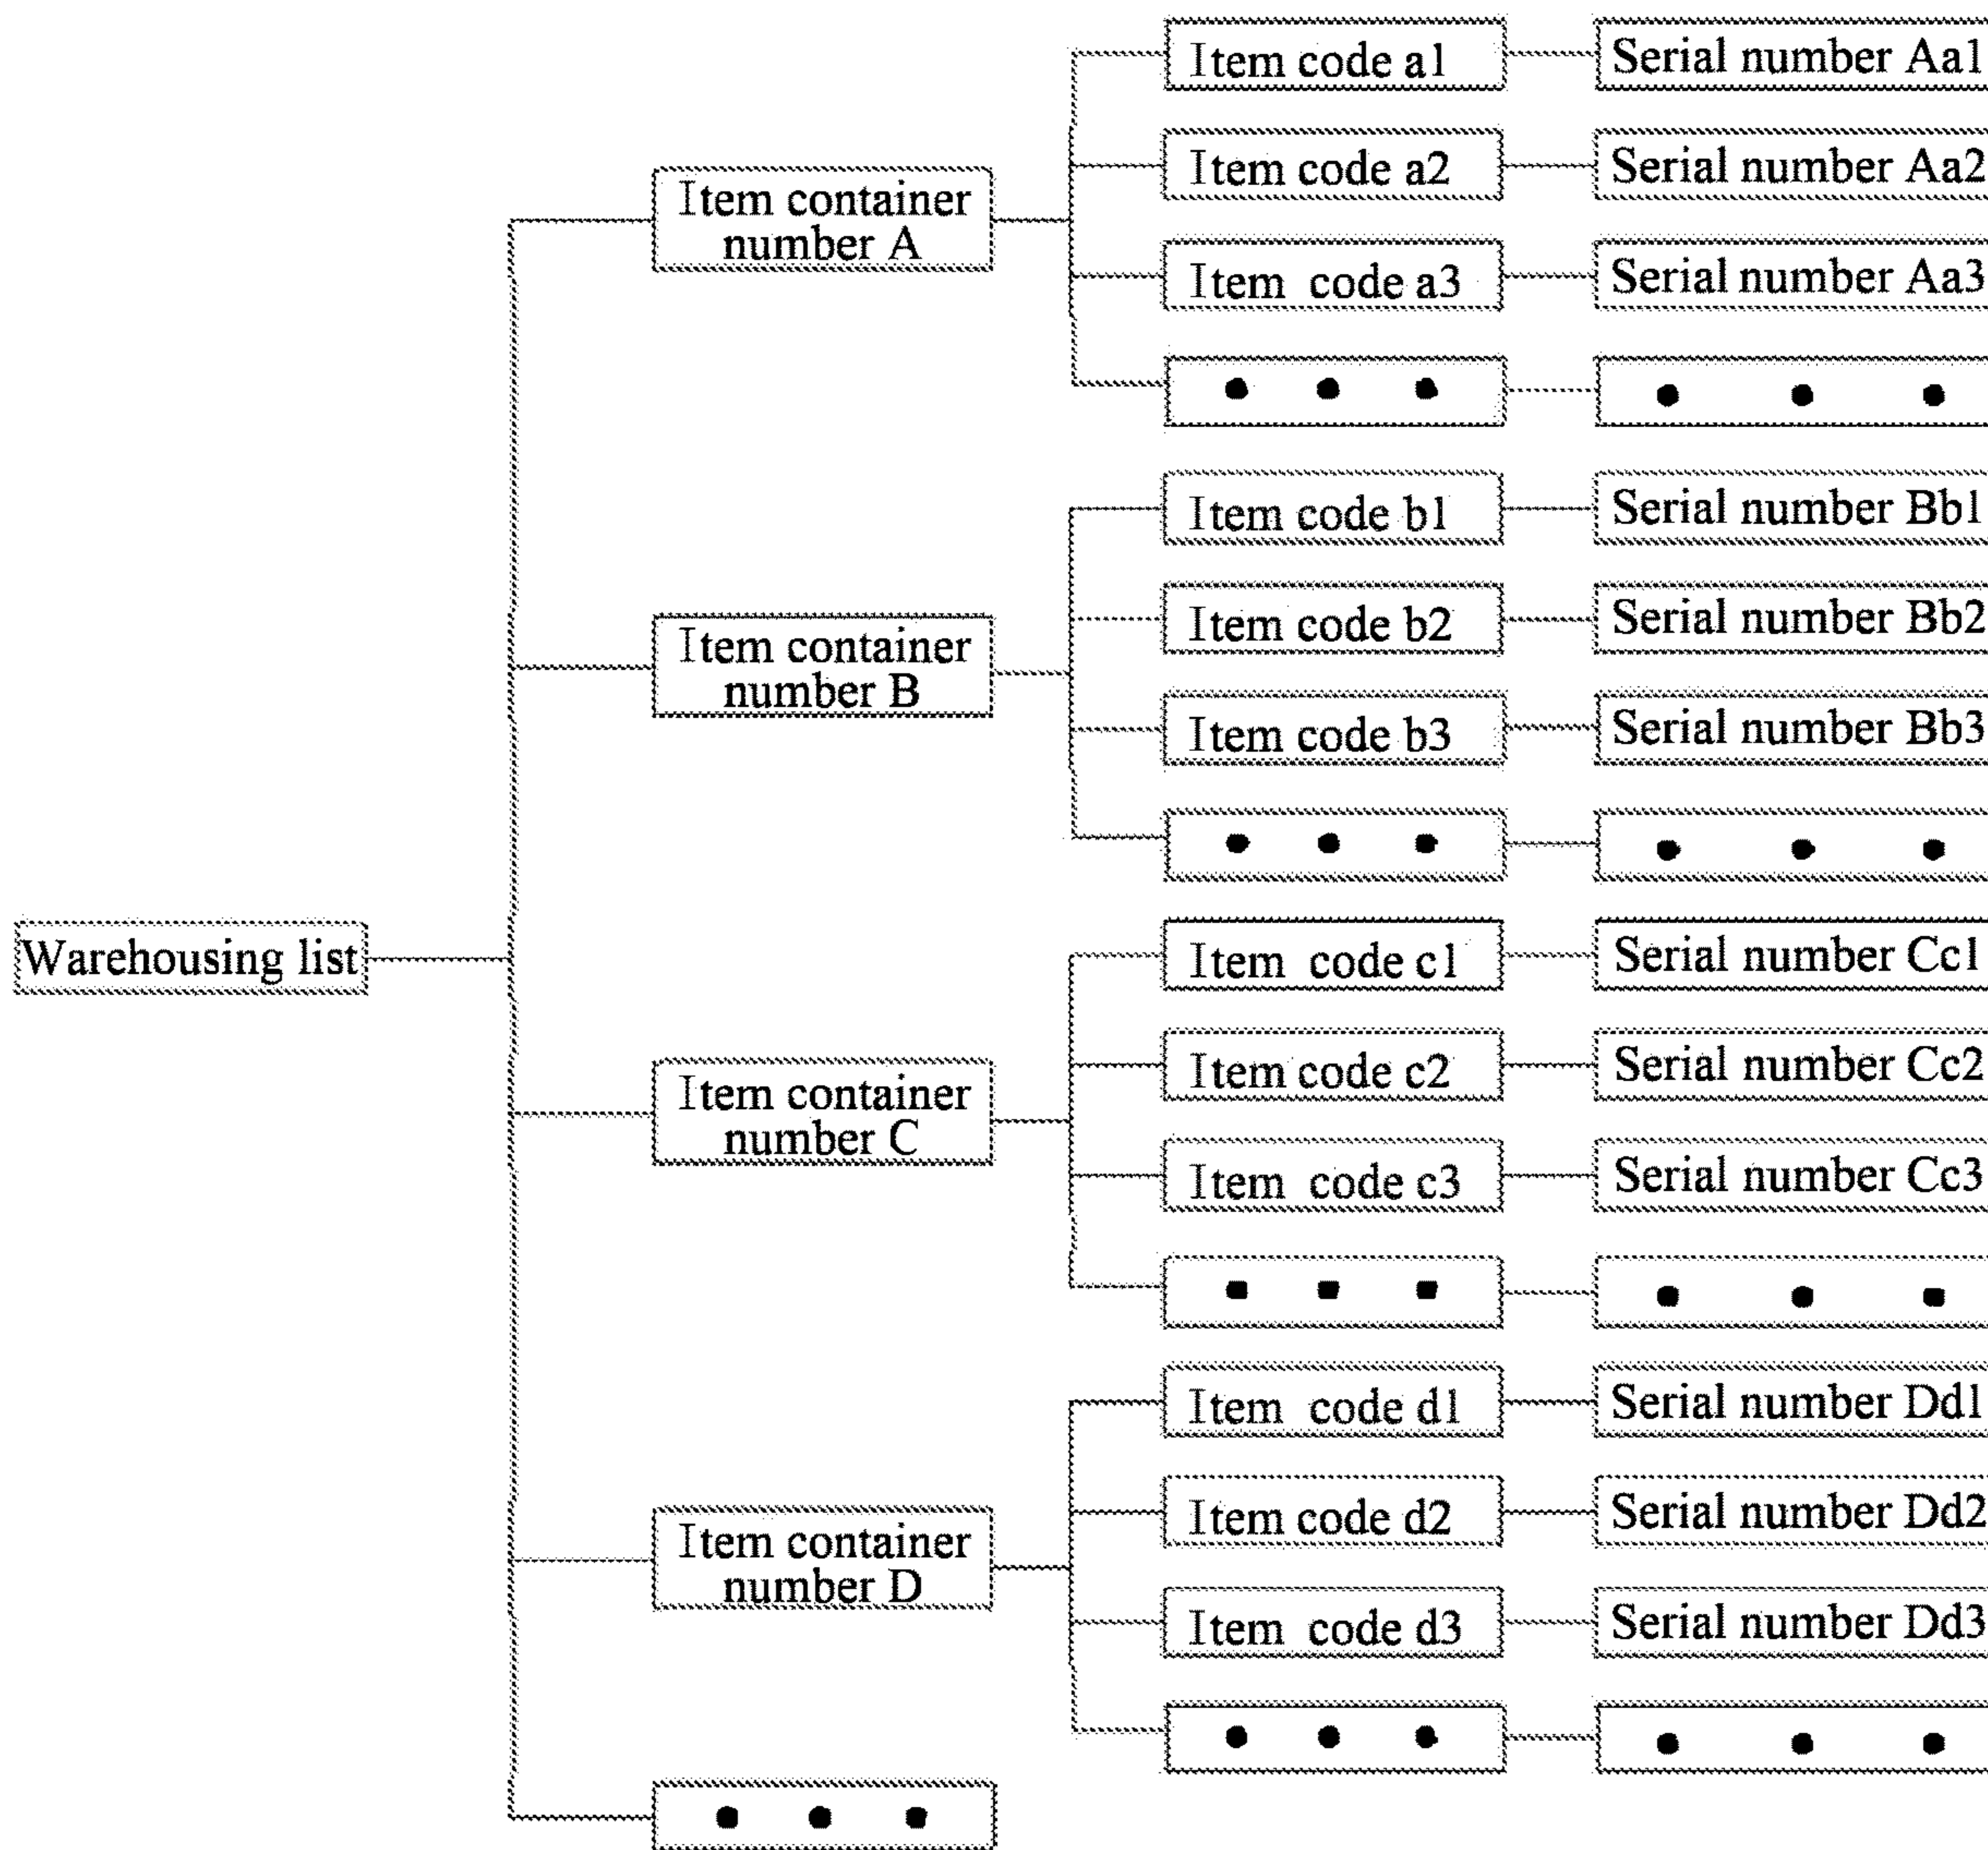 Item code a1
Serial number Aa1
Item code a2
Serial number Aa2
Item container
number A
Item code a3
Serial number Aa3
• • •
• • •
Item code b1
Serial number Bb1
Item code b2
Serial number Bb2
Item container
number B
Item code b3
Serial number Bb3
• • •
• • •
Warehousing list
Item code c1
Serial number Cc1
Item code c2
Serial number Cc2
Item container
number C
Item code c3
Serial number Cc3
• • •
• • •
Item code d1
Serial number Dd1
Item code d2
Serial number Dd2
Item container
number D
Item code d3
Serial number Dd3
• • •
• • •
• • •